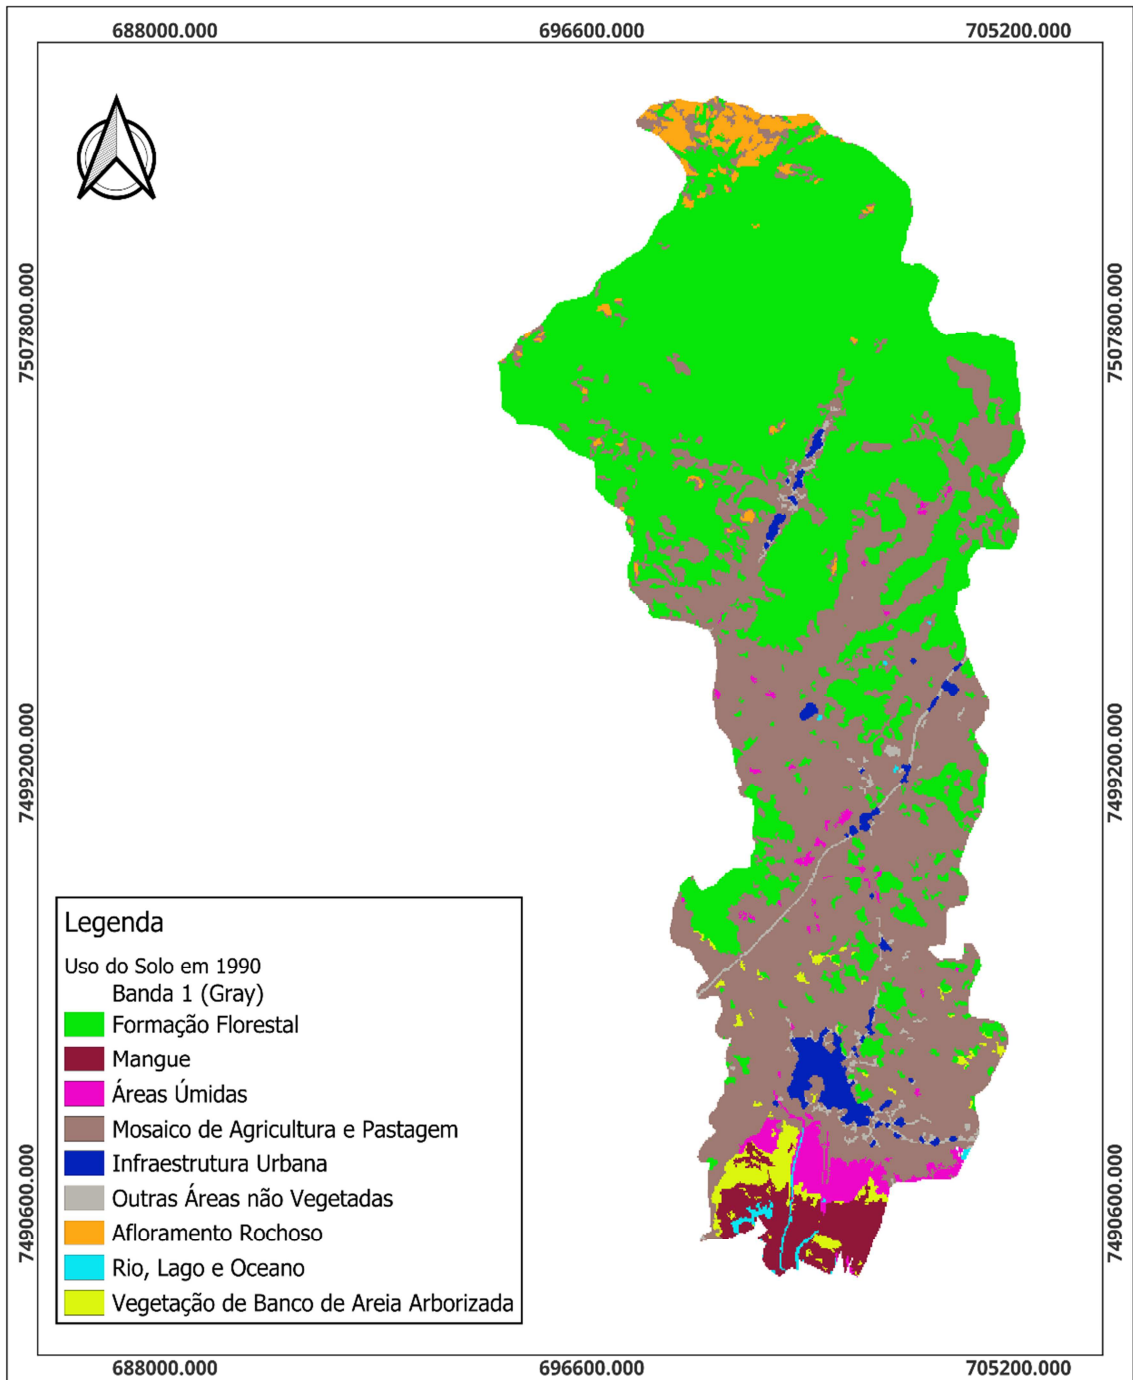 688000.000 696600.000 705200.000
7507800.000 7507800.000
7499200.000 7499200.000
7490600.000 7490600.000
Legenda
Uso do Solo em 1990
Banda 1 (Gray)
Formação Florestal
Mangue
Áreas Úmidas
Mosaico de Agricultura e Pastagem
Infraestrutura Urbana
Outras Áreas não Vegetadas
Afloramento Rochoso
Rio, Lago e Oceano
Vegetação de Banco de Areia Arborizada
688000.000 696600.000 705200.000